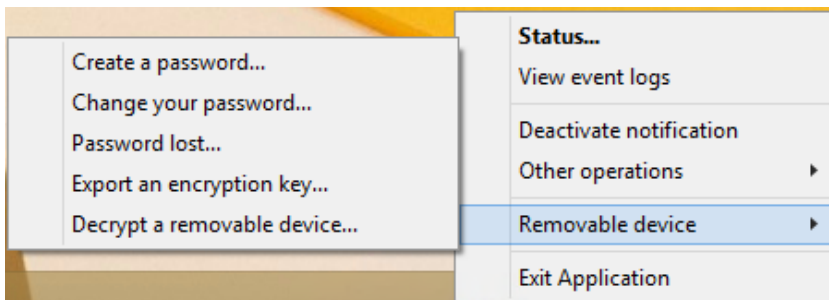 Status...
View event logs
Deactivate notification
Other operations
Removable device
Exit Application
Create a password...
Change your password...
Password lost...
Export an encryption key...
Decrypt a removable device...